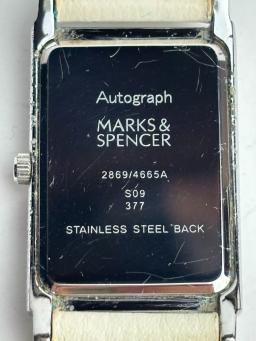 Autograph
MARKS &
SPENCER
2869/4665A
S09
377
STAINLESS STEEL BACK